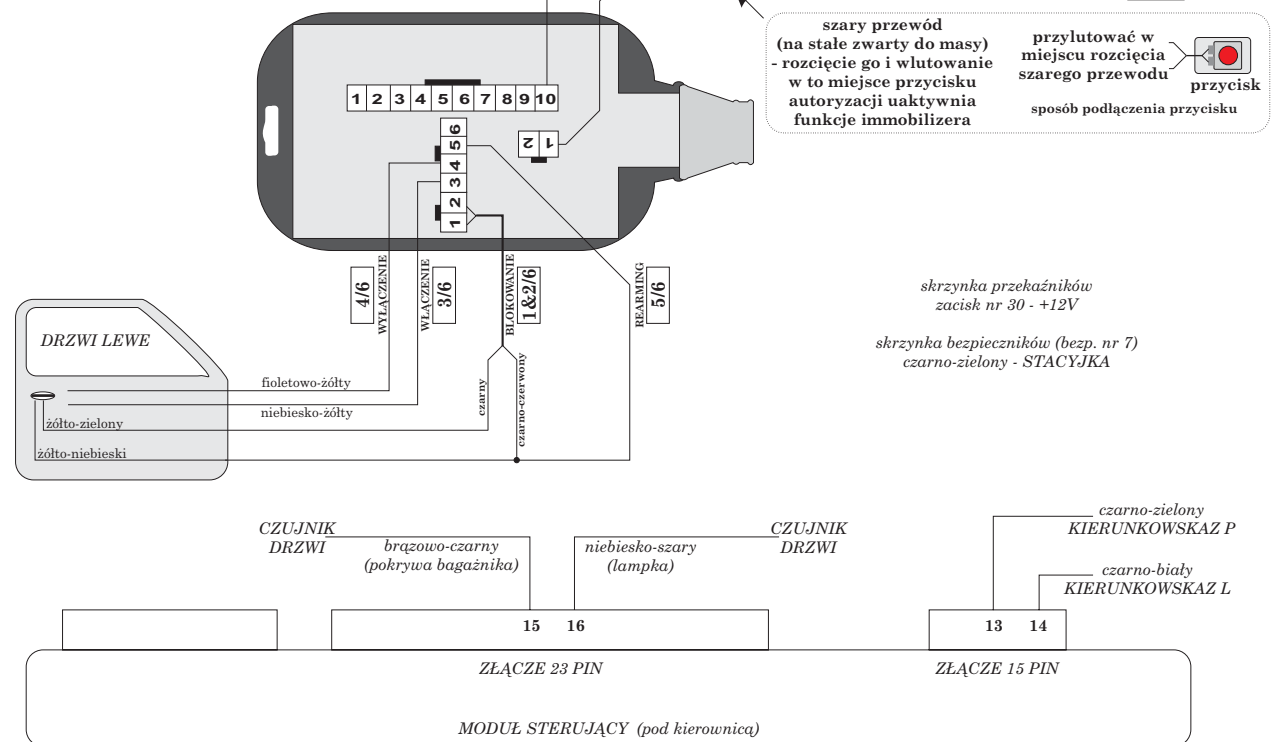 szary przewód
(na stałe zwarty do masy)
- rozcięcie go i wlutowanie
w to miejsce przycisku
autoryzacji uaktywnia
funkcje immobilizera
przylutować w
miejscu rozcięcia
szarego przewodu
przycisk
sposób podłączenia przycisku
1 2 3 4 5 6 7 8 9 10
1 2 3 4 5 6
1 2
4/6
WYŁĄCZENIE
WŁĄCZENIE
3/6
BLOKOWANIE
1&2/6
REARMING
5/6
skrzynka przekaźników
zacisk nr 30 - +12V
skrzynka bezpieczników (bezp. nr 7)
czarno-zielony - STACYJKA
DRZWI LEWE
fioletowo-żółty
niebiesko-żółty
żółto-zielony
żółto-niebieski
czarny
czarno-czerwony
CZUJNIK
DRZWI
brązowo-czarny
(pokrywa bagażnika)
niebiesko-szary
(lampka)
CZUJNIK
DRZWI
czarno-zielony
KIERUNKOWSKAZ P
czarno-biały
KIERUNKOWSKAZ L
15 16
13 14
ZŁĄCZE 23 PIN
ZŁĄCZE 15 PIN
MODUŁ STERUJĄCY (pod kierownicą)